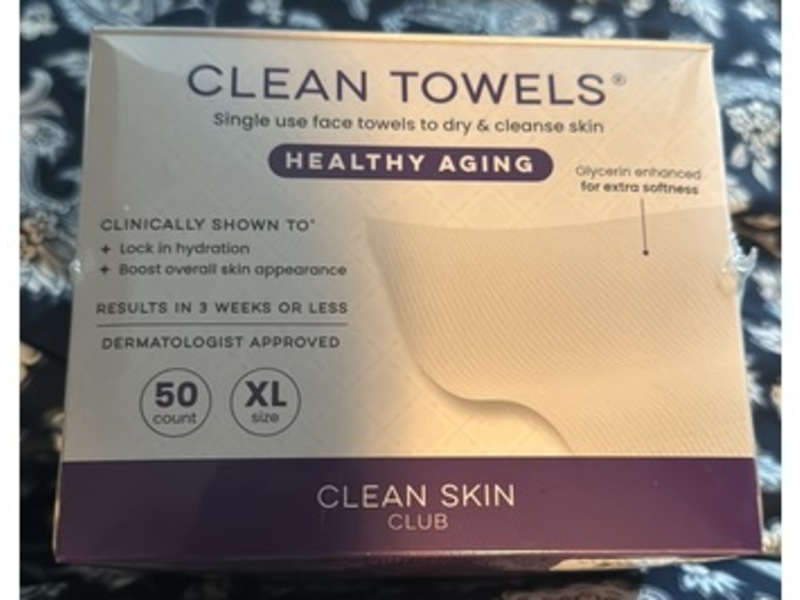 CLEAN TOWELS®
Single use face towels to dry & cleanse skin
HEALTHY AGING
Glycerin enhanced
for extra softness
CLINICALLY SHOWN TO*
+ Lock in hydration
+ Boost overall skin appearance
RESULTS IN 3 WEEKS OR LESS
DERMATOLOGIST APPROVED
50
count
XL
size
CLEAN SKIN
CLUB